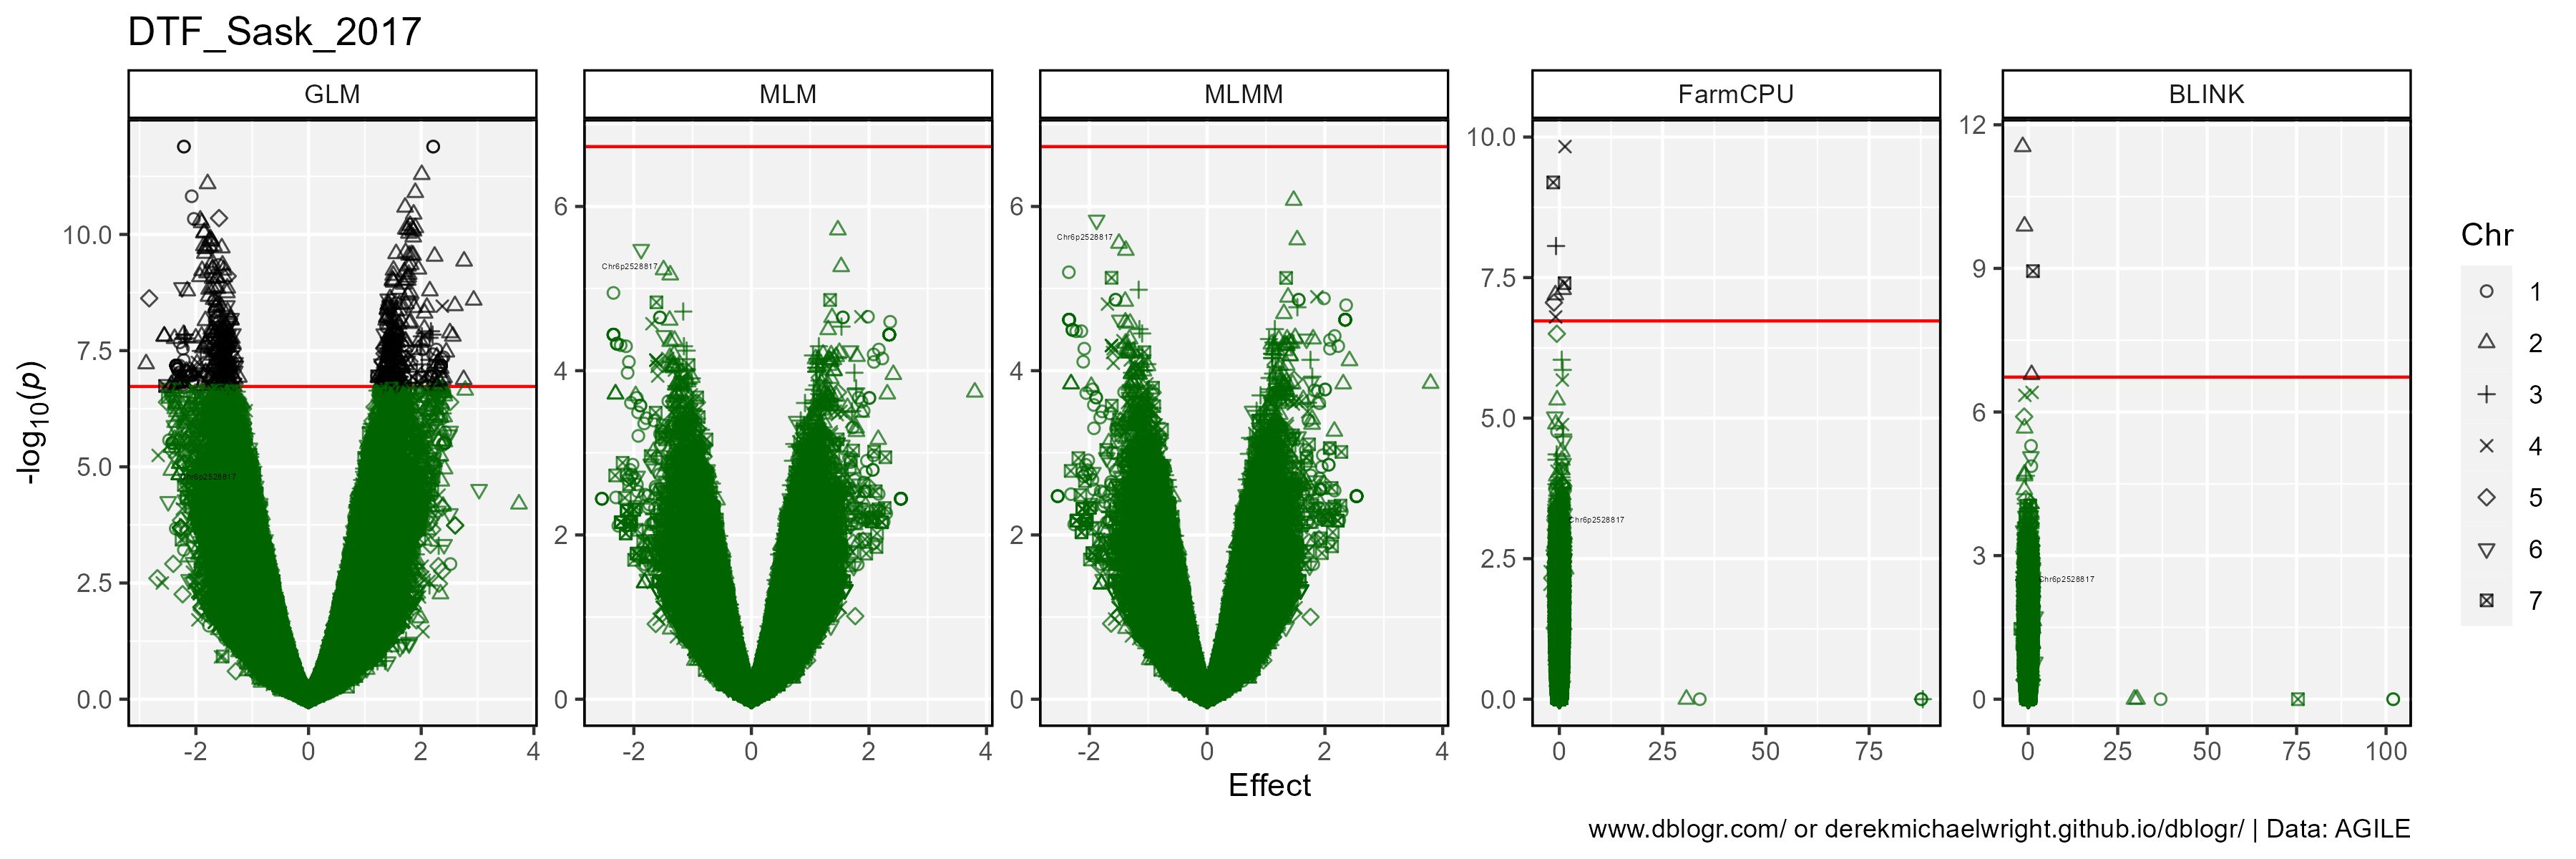 DTF_Sask_2017
GLM
MLM
MLMM
FarmCPU
BLINK
-log10(p)
10.0
7.5
5.0
2.5
0.0
6
4
2
0
6
4
2
0
10.0
7.5
5.0
2.5
0.0
12
9
6
3
0
Chr6p2528817
Chr6p2528817
Chr6p2528817
Chr6p2528817
Chr6p2528817
-2 0 2 4
-2 0 2 4
-2 0 2 4
0 25 50 75
0 25 50 75 100
Effect
Chr
1
2
3
4
5
6
7
www.dblogr.com/ or derekmichaelwright.github.io/dblogr/ | Data: AGILE